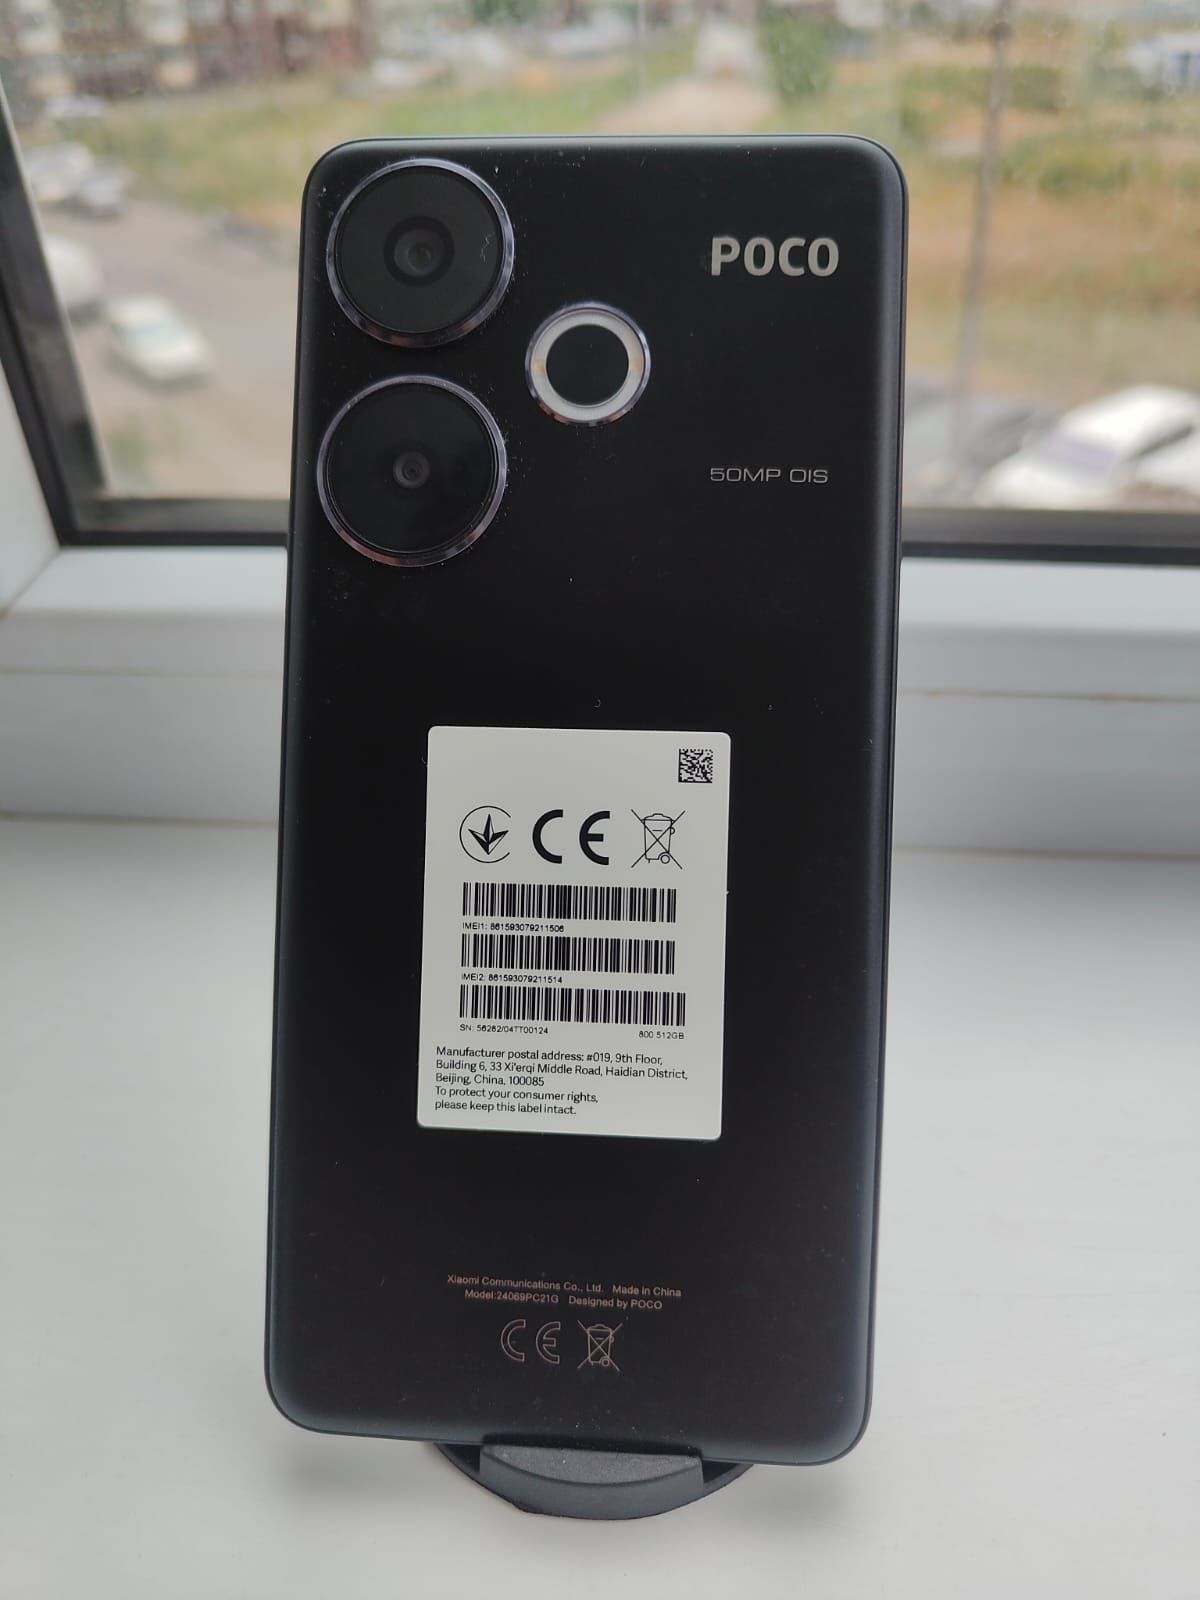 POCO
50MP OIS
CE
IMEI1: 861593079211506
IMEI2: 861593079211514
SN: 56282/04TT00124 800 512GB
Manufacturer postal address: #019, 9th Floor,
Building 6, 33 Xi'erqi Middle Road, Haidian District,
Beijing, China, 100085
To protect your consumer rights,
please keep this label intact.
Xiaomi Communications Co., Ltd. Made in China
Model:24069PC21G Designed by POCO
CE